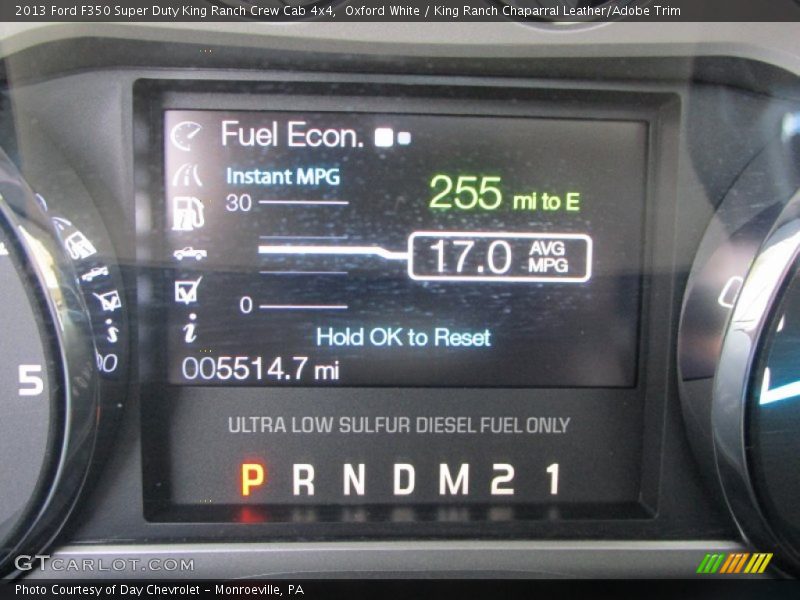 2013 Ford F350 Super Duty King Ranch Crew Cab 4x4,  Oxford White / King Ranch Chaparral Leather/Adobe Trim
Fuel Econ.
Instant MPG
30
255 mi to E
17.0 AVG MPG
0
Hold OK to Reset
005514.7 mi
5
i
i
ULTRA LOW SULFUR DIESEL FUEL ONLY
P R N D M 2 1
GTCARLOT.COM
Photo Courtesy of Day Chevrolet – Monroeville, PA